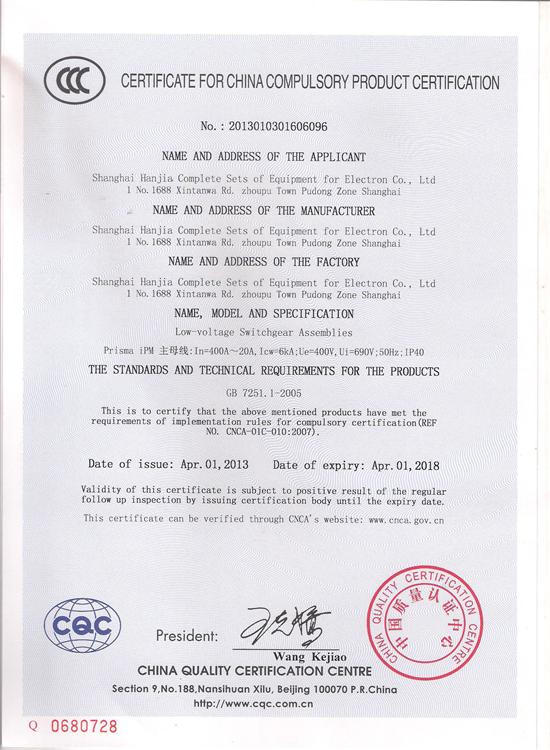 CCC
CERTIFICATE FOR CHINA COMPULSORY PRODUCT CERTIFICATION
No.: 2013010301606096
NAME AND ADDRESS OF THE APPLICANT
Shanghai Hanjia Complete Sets of Equipment for Electron Co., Ltd
1 No.1688 Xintanwa Rd. zhoupu Town Pudong Zone Shanghai
NAME AND ADDRESS OF THE MANUFACTURER
Shanghai Hanjia Complete Sets of Equipment for Electron Co., Ltd
1 No.1688 Xintanwa Rd. zhoupu Town Pudong Zone Shanghai
NAME AND ADDRESS OF THE FACTORY
Shanghai Hanjia Complete Sets of Equipment for Electron Co., Ltd
1 No.1688 Xintanwa Rd. zhoupu Town Pudong Zone Shanghai
NAME, MODEL AND SPECIFICATION
Low-voltage Switchgear Assemblies
Prisma iPM 主母线:In=400A～20A,Icw=6kA;Ue=400V,Ui=690V;50Hz;IP40
THE STANDARDS AND TECHNICAL REQUIREMENTS FOR THE PRODUCTS
GB 7251.1-2005
This is to certify that the above mentioned products have met the
requirements of implementation rules for compulsory certification(REF
NO. CNCA-01C-010:2007).
Date of issue: Apr.01,2013 Date of expiry: Apr.01,2018
Validity of this certificate is subject to positive result of the regular
follow up inspection by issuing certification body until the expiry date.
This certificate can be verified through CNCA's website: www.cnca.gov.cn
CQC
President:
王克娇
Wang Kejiao
CHINA QUALITY CERTIFICATION CENTRE
中国质量认证中心
CHINA QUALITY CERTIFICATION CENTRE
Section 9,No.188,Nansihuan Xilu, Beijing 100070 P.R.China
http://www.cqc.com.cn
Q 0680728